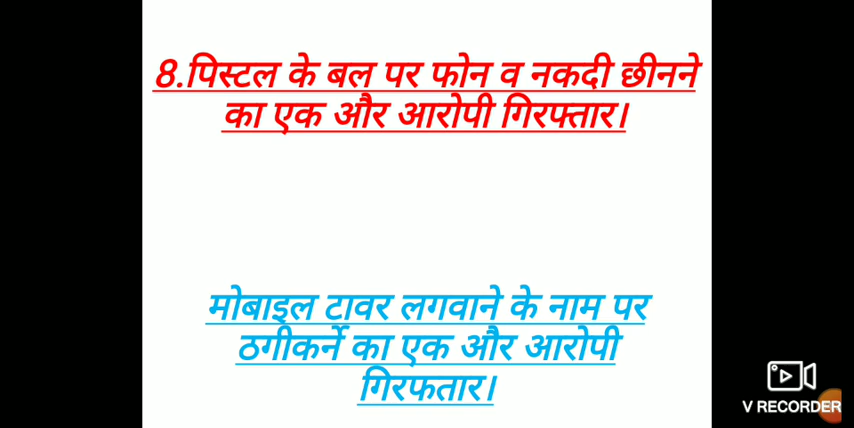 8.पिस्टल के बल पर फोन व नकदी छीनने
का एक और आरोपी गिरफ्तार।
मोबाइल टावर लगवाने के नाम पर
ठगीकर्ने का एक और आरोपी
गिरफतार।
V RECORDER